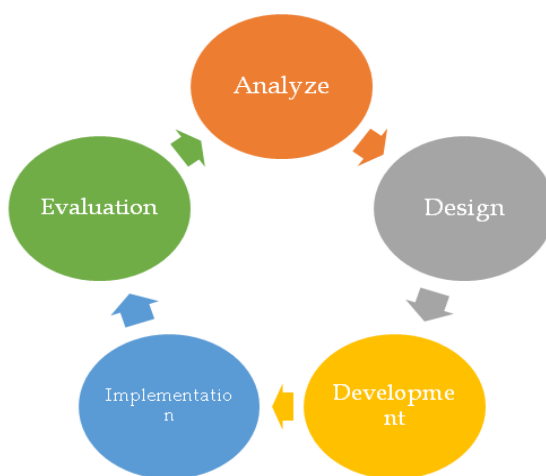 Analyze
Design
Developme
nt
Implementatio
n
Evaluation